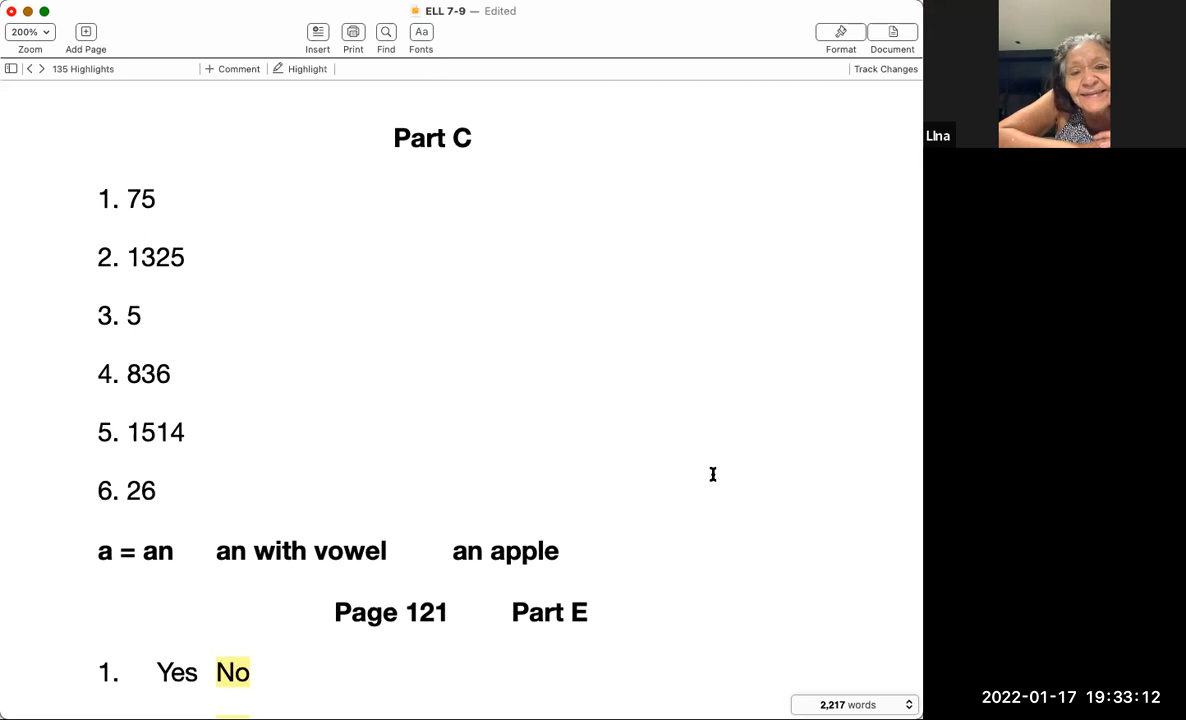 ELL 7-9 — Edited
200%
Zoom
Add Page
Insert
Print
Aa
Find
Fonts
Format
Document
135 Highlights
+ Comment
Highlight
Track Changes
Part C
1. 75
2. 1325
3. 5
4. 836
5. 1514
6. 26
a = an an with vowel an apple
Page 121 Part E
1. Yes No
2,217 words
LIna
2022-01-17 19:33:12